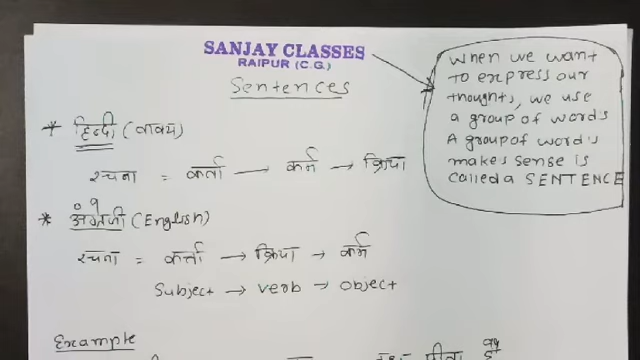 SANJAY CLASSES
RAIPUR (C.G.)
Sentences
When we want
to express our
thoughts, we use
a group of words
A group of word's
makes sense is
called a SENTENCE
* हिन्दी (वाक्य)
रचना = कर्ता → कर्म → क्रिया
* अंग्रेजी (English)
रचना = कर्त्ता → क्रिया → कर्म
Subject → verb → object
Example